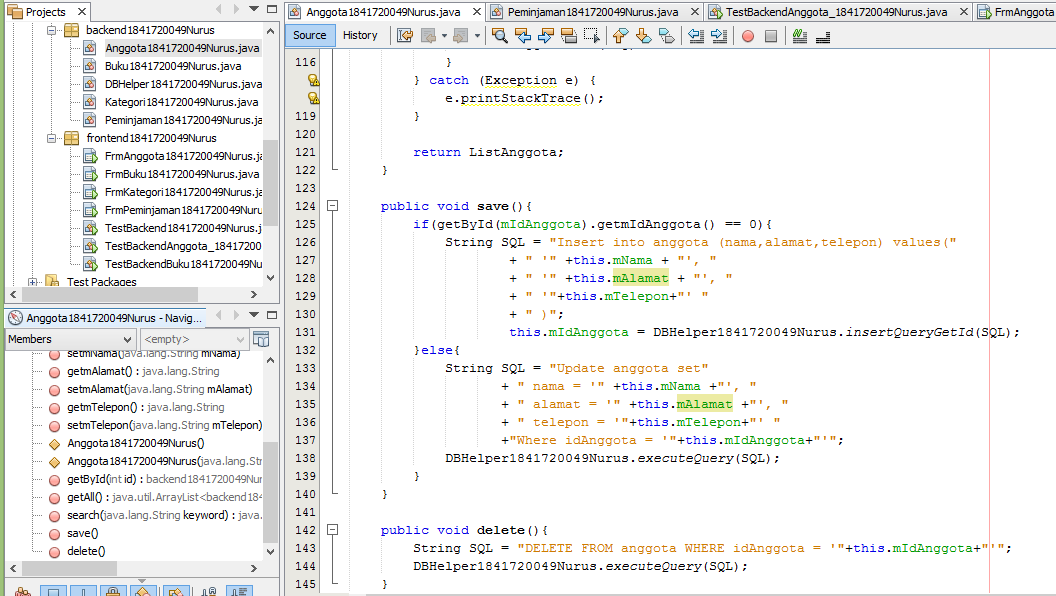 Projects
backend1841720049Nurus
Anggota1841720049Nurus.java
Buku1841720049Nurus.java
DBHelper1841720049Nurus.java
Kategori1841720049Nurus.java
Peminjaman1841720049Nurus.ja
frontend1841720049Nurus
FrmAnggota1841720049Nurus.ja
FrmBuku1841720049Nurus.java
FrmKategori1841720049Nurus.ja
FrmPeminjaman1841720049Nuru
TestBackend1841720049Nurus.j
TestBackendAnggota_18417200
TestBackendBuku1841720049Nu
Test Packages
Anggota1841720049Nurus - Navig...
Members
<empty>
setmNama(java.lang.String mNama)
getmAlamat() : java.lang.String
setmAlamat(java.lang.String mAlamat)
getmTelepon() : java.lang.String
setmTelepon(java.lang.String mTelepon)
Anggota1841720049Nurus()
Anggota1841720049Nurus(java.lang.Str
getById(int id) : backend1841720049Nur
getAll() : java.util.ArrayList<backend184
search(java.lang.String keyword) : java.
save()
delete()
Anggota1841720049Nurus.java
Peminjaman1841720049Nurus.java
TestBackendAnggota_1841720049Nurus.java
FrmAnggota
Source History
116 }
} catch (Exception e) {
e.printStackTrace();
119 }
120
121 return ListAnggota;
122 }
123
124 public void save(){
125 if(getById(mIdAnggota).getmIdAnggota() == 0){
126 String SQL = "Insert into anggota (nama,alamat,telepon) values("
127 + " '" +this.mNama + "', "
128 + " '" +this.mAlamat + "', "
129 + " '"+this.mTelepon+"' "
130 + " )";
131 this.mIdAnggota = DBHelper1841720049Nurus.insertQueryGetId(SQL);
132 }else{
133 String SQL = "Update anggota set"
134 + " nama = '" +this.mNama +"', "
135 + " alamat = '" +this.mAlamat +"', "
136 + " telepon = '"+this.mTelepon+"' "
137 +"Where idAnggota = '"+this.mIdAnggota+"'";
138 DBHelper1841720049Nurus.executeQuery(SQL);
139 }
140 }
141
142 public void delete(){
143 String SQL = "DELETE FROM anggota WHERE idAnggota = '"+this.mIdAnggota+"'";
144 DBHelper1841720049Nurus.executeQuery(SQL);
145 }